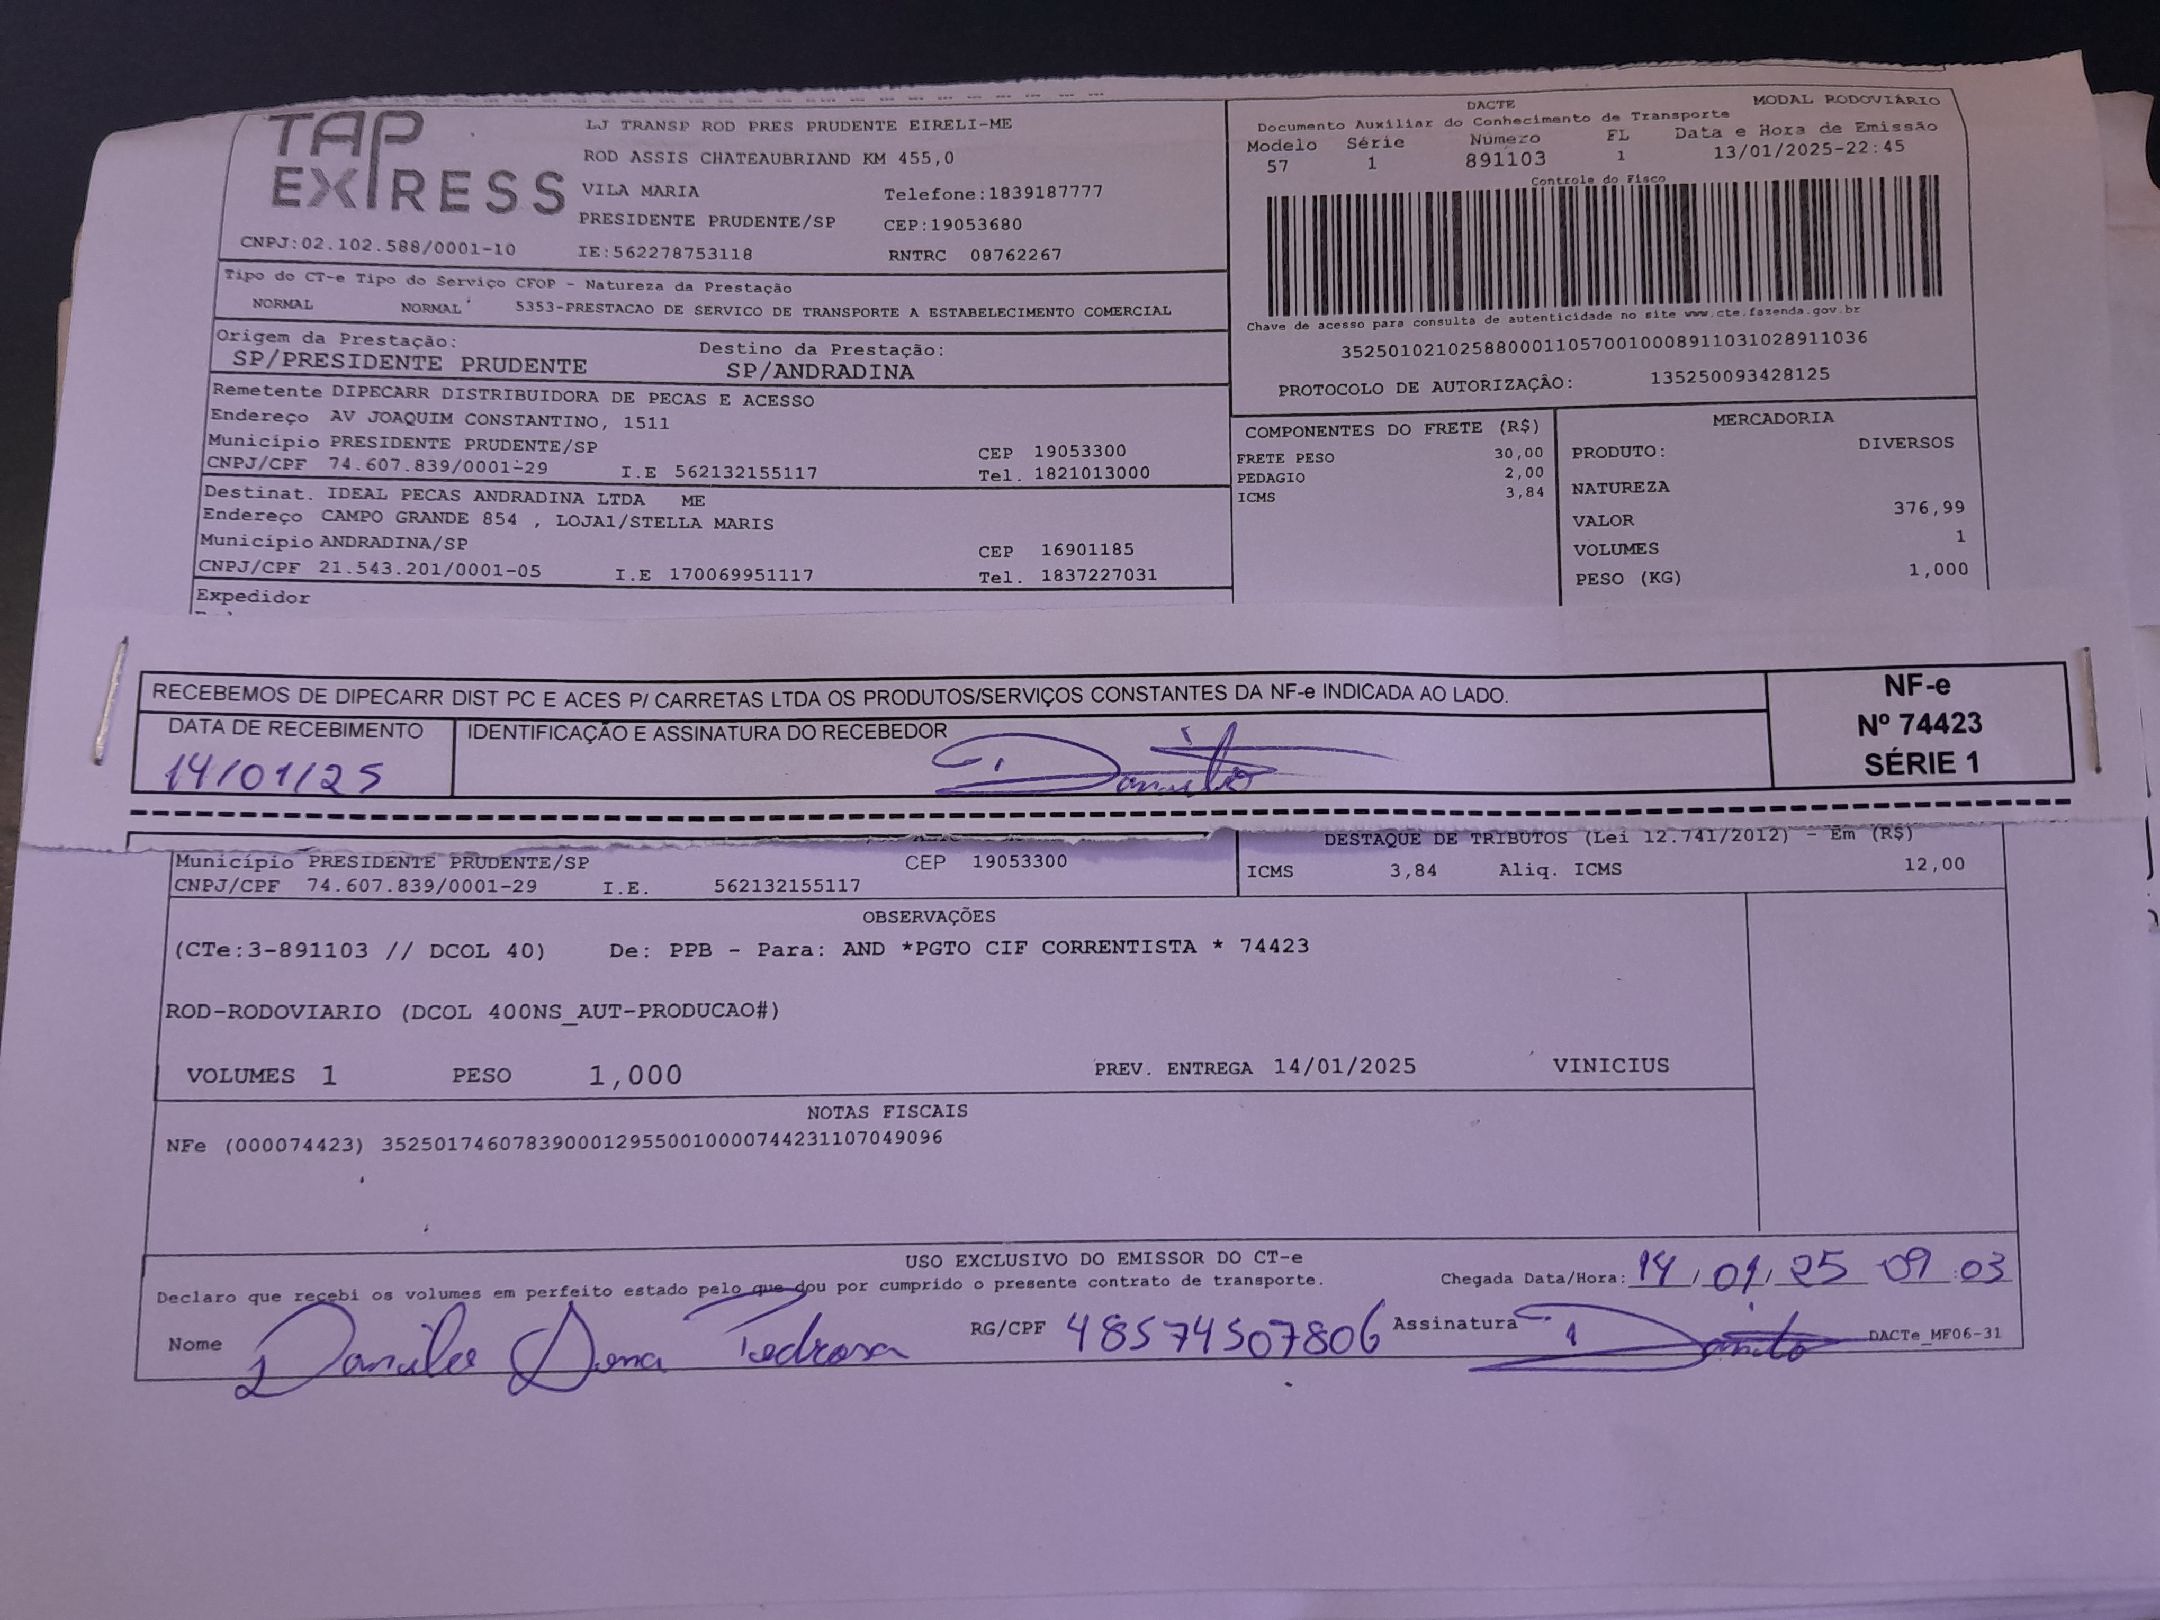 TAP
EXPRESS
LJ TRANSP ROD PRES PRUDENTE EIRELI-ME
ROD ASSIS CHATEAUBRIAND KM 455,0
VILA MARIA Telefone:1839187777
PRESIDENTE PRUDENTE/SP CEP:19053680
CNPJ:02.102.588/0001-10 IE:562278753118 RNTRC 08762267
DACTE MODAL RODOVIÁRIO
Documento Auxiliar do Conhecimento de Transporte
Modelo Série Número FL Data e Hora de Emissão
57 1 891103 1 13/01/2025-22:45
Controle do Fisco
Chave de acesso para consulta de autenticidade no site www.cte.fazenda.gov.br
35250102102588000110570010008911031028911036
PROTOCOLO DE AUTORIZAÇÃO: 135250093428125
Tipo do CT-e Tipo do Serviço CFOP - Natureza da Prestação
NORMAL NORMAL 5353-PRESTACAO DE SERVICO DE TRANSPORTE A ESTABELECIMENTO COMERCIAL
Origem da Prestação: Destino da Prestação:
SP/PRESIDENTE PRUDENTE SP/ANDRADINA
Remetente DIPECARR DISTRIBUIDORA DE PECAS E ACESSO
Endereço AV JOAQUIM CONSTANTINO, 1511
Município PRESIDENTE PRUDENTE/SP CEP 19053300
CNPJ/CPF 74.607.839/0001-29 I.E 562132155117 Tel. 1821013000
Destinat. IDEAL PECAS ANDRADINA LTDA ME
Endereço CAMPO GRANDE 854 , LOJA1/STELLA MARIS
Município ANDRADINA/SP CEP 16901185
CNPJ/CPF 21.543.201/0001-05 I.E 170069951117 Tel. 1837227031
Expedidor
COMPONENTES DO FRETE (R$)
FRETE PESO 30,00
PEDAGIO 2,00
ICMS 3,84
MERCADORIA
PRODUTO: DIVERSOS
NATUREZA
VALOR 376,99
VOLUMES 1
PESO (KG) 1,000
RECEBEMOS DE DIPECARR DIST PC E ACES P/ CARRETAS LTDA OS PRODUTOS/SERVIÇOS CONSTANTES DA NF-e INDICADA AO LADO.
DATA DE RECEBIMENTO IDENTIFICAÇÃO E ASSINATURA DO RECEBEDOR
14/01/25 Danilo
NF-e
Nº 74423
SÉRIE 1
Município PRESIDENTE PRUDENTE/SP CEP 19053300
CNPJ/CPF 74.607.839/0001-29 I.E. 562132155117
DESTAQUE DE TRIBUTOS (Lei 12.741/2012) - Em (R$)
ICMS 3,84 Aliq. ICMS 12,00
OBSERVAÇÕES
(CTe:3-891103 // DCOL 40) De: PPB - Para: AND *PGTO CIF CORRENTISTA * 74423
ROD-RODOVIARIO (DCOL 400NS_AUT-PRODUCAO#)
VOLUMES 1 PESO 1,000 PREV. ENTREGA 14/01/2025 VINICIUS
NOTAS FISCAIS
NFe (000074423) 35250174607839000129550010000744231107049096
USO EXCLUSIVO DO EMISSOR DO CT-e
Declaro que recebi os volumes em perfeito estado pelo que dou por cumprido o presente contrato de transporte. Chegada Data/Hora: 14/01/25 09:03
Nome Danilo Sena Pedrosa RG/CPF 48574507806 Assinatura Danilo DACTe_MF06-31